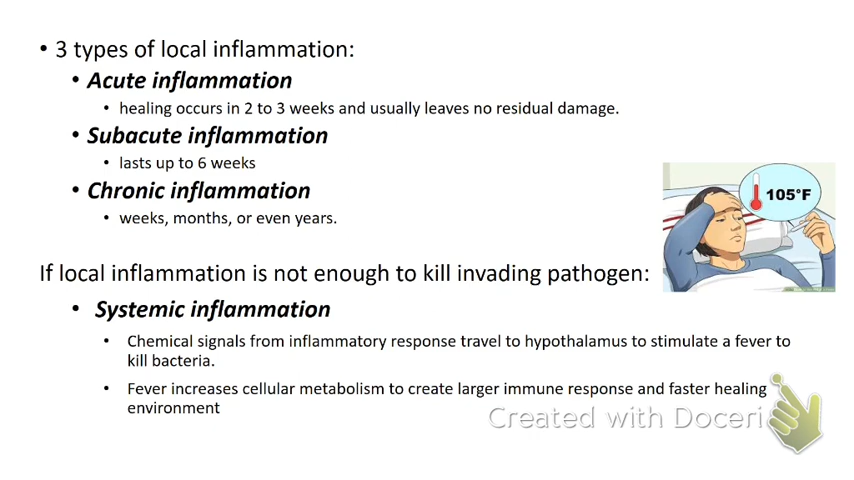 • 3 types of local inflammation:
• Acute inflammation
• healing occurs in 2 to 3 weeks and usually leaves no residual damage.
• Subacute inflammation
• lasts up to 6 weeks
• Chronic inflammation
• weeks, months, or even years.
105°F
If local inflammation is not enough to kill invading pathogen:
• Systemic inflammation
• Chemical signals from inflammatory response travel to hypothalamus to stimulate a fever to
kill bacteria.
• Fever increases cellular metabolism to create larger immune response and faster healing
environment
Created with Doceri